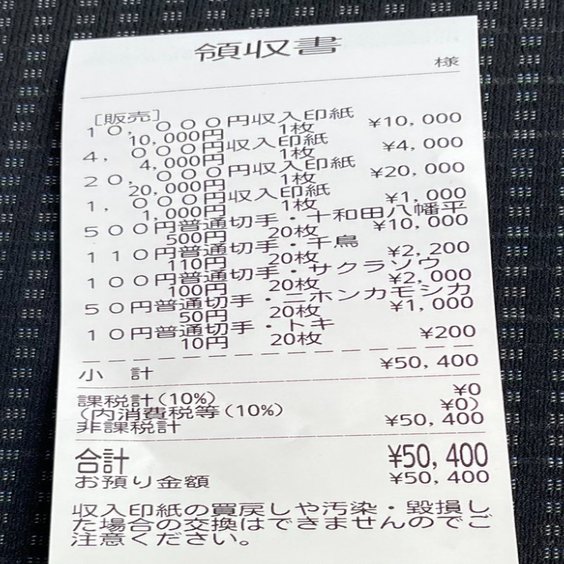 領収書
様
[販売]
10,000円収入印紙
10,000円 1枚 ¥10,000
4,000円収入印紙
4,000円 1枚 ¥4,000
20,000円収入印紙
20,000円 1枚 ¥20,000
1,000円収入印紙
1,000円 1枚 ¥1,000
500円普通切手・十和田八幡平
500円 20枚 ¥10,000
110円普通切手・千鳥
110円 20枚 ¥2,200
100円普通切手・サクラソウ
100円 20枚 ¥2,000
50円普通切手・ニホンカモシカ
50円 20枚 ¥1,000
10円普通切手・トキ
10円 20枚 ¥200
小 計 ¥50,400
課税計(10%) ¥0
(内消費税等(10%) ¥0)
非課税計 ¥50,400
合計 ¥50,400
お預り金額 ¥50,400
収入印紙の買戻しや汚染・毀損し
た場合の交換はできませんのでご
注意ください。